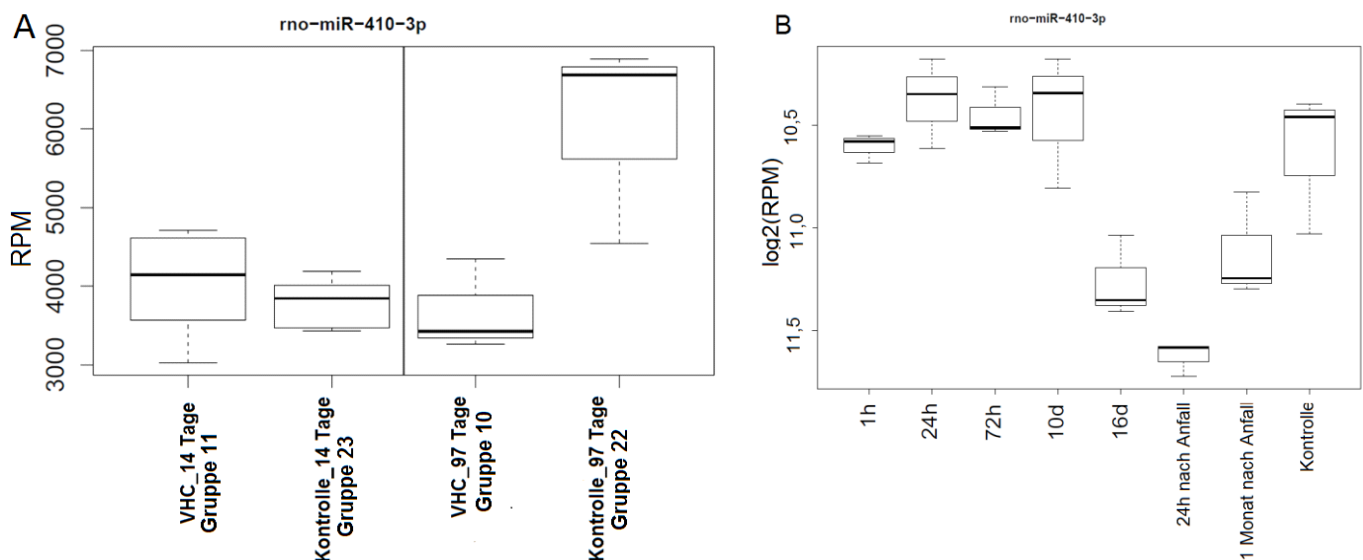 A
rno-miR-410-3p
RPM
7000
6000
5000
4000
3000
VHC_14 Tage
Gruppe 11
Kontrolle_14 Tage
Gruppe 23
VHC_97 Tage
Gruppe 10
Kontrolle_97 Tage
Gruppe 22
B
rno-miR-410-3p
log2(RPM)
10,5
11,0
11,5
1h
24h
72h
10d
16d
24h nach Anfall
1 Monat nach Anfall
Kontrolle